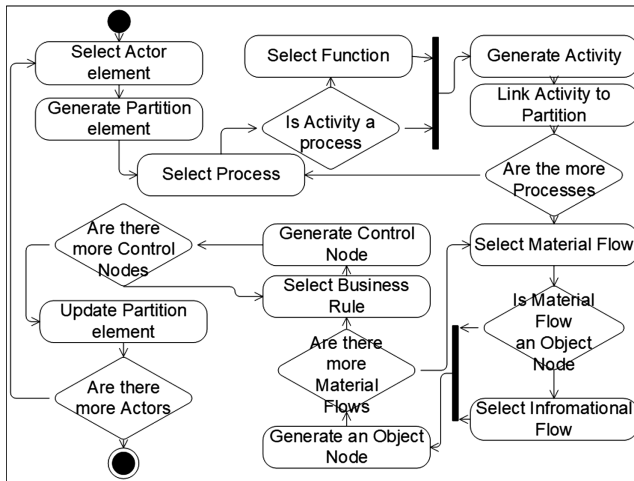 Select Actor
element
Generate Partition
element
Select Process
Select Function
Is Activity a
process
Generate Activity
Link Activity to
Partition
Are the more
Processes
Select Material Flow
Is Material
Flow
an Object
Node
Select Infromational
Flow
Generate an Object
Node
Are there
more
Material
Flows
Select Business
Rule
Generate Control
Node
Are there
more Control
Nodes
Update Partition
element
Are there
more Actors